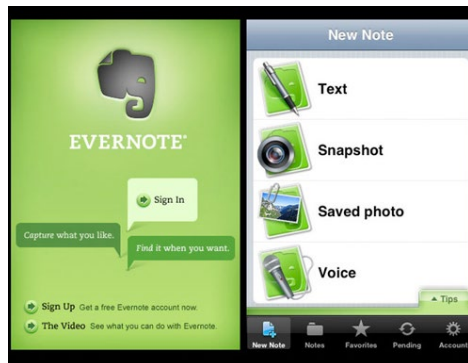 EVERNOTE®
Sign In
Capture what you like.
Find it when you want.
Sign Up Get a free Evernote account now.
The Video See what you can do with Evernote.
New Note
Text
Snapshot
Saved photo
Voice
Tips
New Note Notes Favorites Pending Account